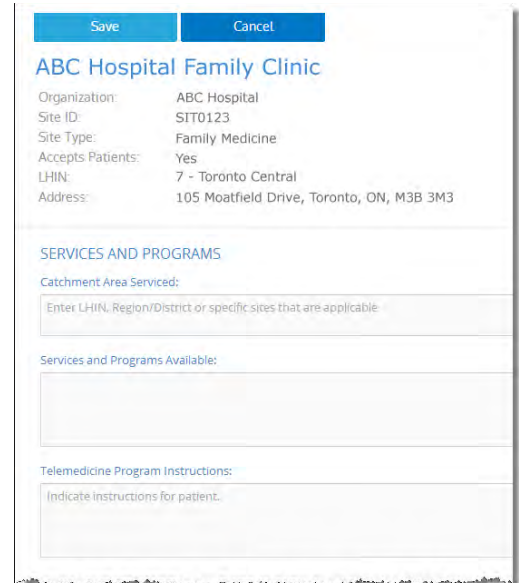 Save Cancel
ABC Hospital Family Clinic
Organization: ABC Hospital
Site ID: SIT0123
Site Type: Family Medicine
Accepts Patients: Yes
LHIN: 7 - Toronto Central
Address: 105 Moatfield Drive, Toronto, ON, M3B 3M3
SERVICES AND PROGRAMS
Catchment Area Serviced:
Enter LHIN, Region/District or specific sites that are applicable
Services and Programs Available:
Telemedicine Program Instructions:
Indicate instructions for patient.